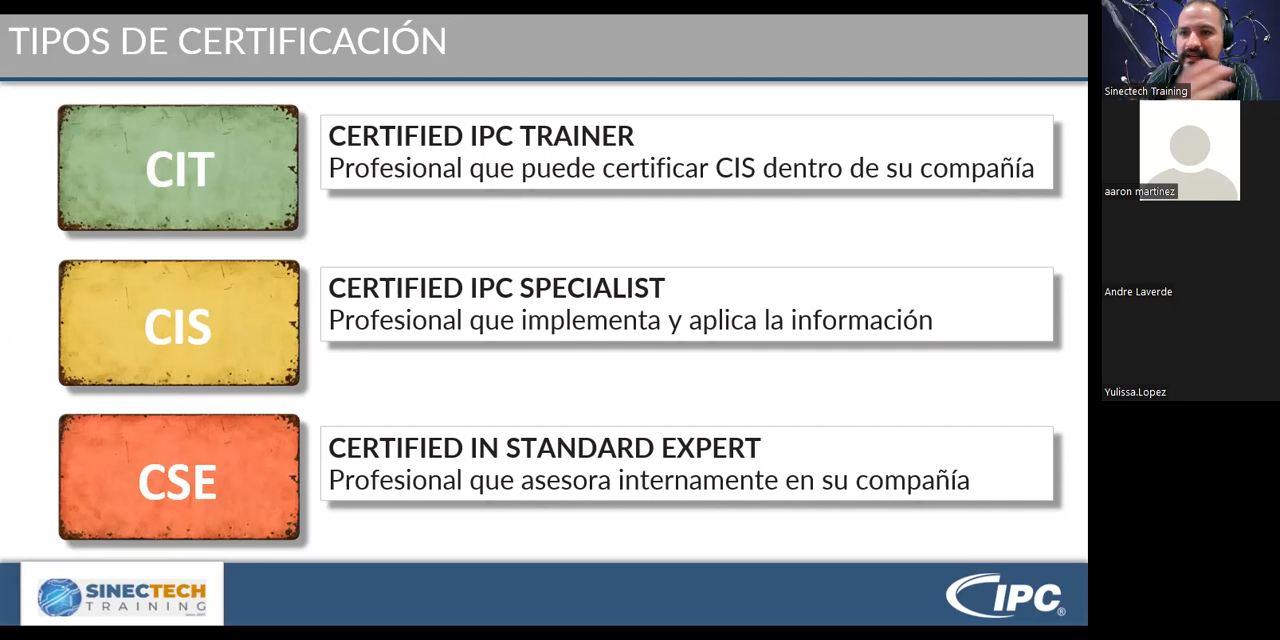 TIPOS DE CERTIFICACIÓN
CIT
CERTIFIED IPC TRAINER
Profesional que puede certificar CIS dentro de su compañía
CIS
CERTIFIED IPC SPECIALIST
Profesional que implementa y aplica la información
CSE
CERTIFIED IN STANDARD EXPERT
Profesional que asesora internamente en su compañía
SINECTECH
TRAINING
IPC®
Sinectech Training
aaron martinez
Andre Laverde
Yulissa.Lopez